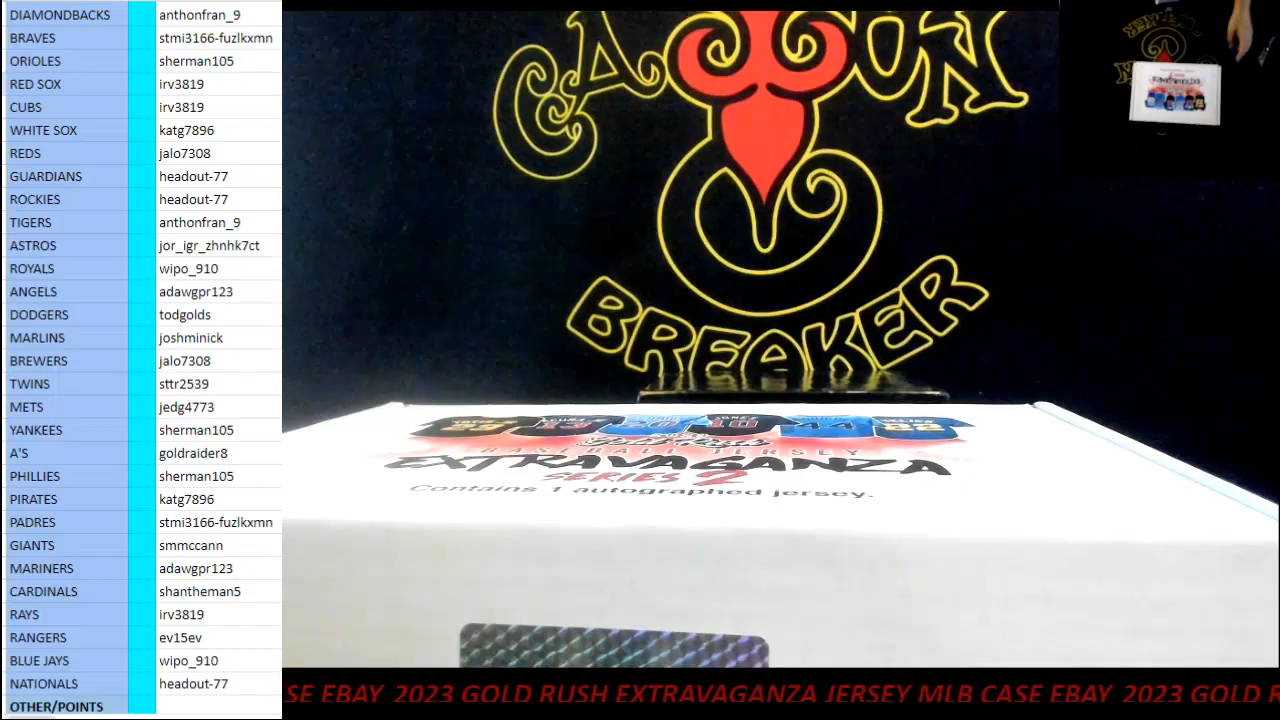 DIAMONDBACKS anthonfran_9
BRAVES stmi3166-fuzlkxmn
ORIOLES sherman105
RED SOX irv3819
CUBS irv3819
WHITE SOX katg7896
REDS jalo7308
GUARDIANS headout-77
ROCKIES headout-77
TIGERS anthonfran_9
ASTROS jor_igr_zhnhk7ct
ROYALS wipo_910
ANGELS adawgpr123
DODGERS todgolds
MARLINS joshminick
BREWERS jalo7308
TWINS sttr2539
METS jedg4773
YANKEES sherman105
A'S goldraider8
PHILLIES sherman105
PIRATES katg7896
PADRES stmi3166-fuzlkxmn
GIANTS smmccann
MARINERS adawgpr123
CARDINALS shantheman5
RAYS irv3819
RANGERS ev15ev
BLUE JAYS wipo_910
NATIONALS headout-77
OTHER/POINTS
BREAKER
BASEBALL JERSEY
EXTRAVAGANZA
SERIES 2
Contains 1 autographed jersey.
SE EBAY 2023 GOLD RUSH EXTRAVAGANZA JERSEY MLB CASE EBAY 2023 GOLD R